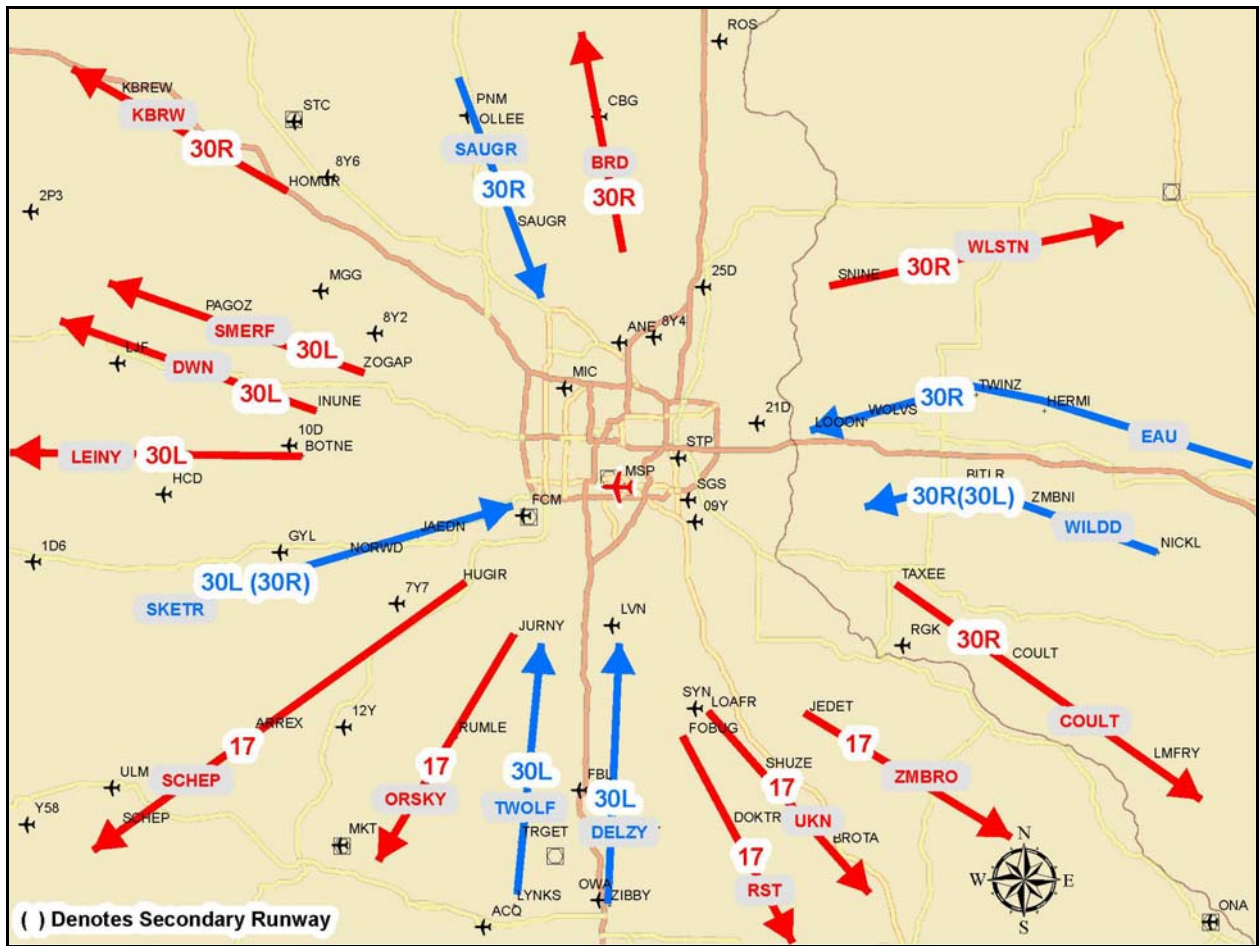 ROS
KBREW
KBRW
30R
STC
PNM
OLLEE
SAUGR
30R
CBG
BRD
30R
8Y6
HOMGR
2P3
SAUGR
WLSTN
SNINE
30R
MGG
25D
PAGOZ
SMERF
30L
8Y2
ZOGAP
LJF
DWN
30L
INUNE
ANE
8Y4
MIC
30R
TWINZ
HERMI
EAU
21D
LOOON
WOLVS
10D
BOTNE
LEINY
30L
HCD
STP
MSP
SGS
09Y
FCM
BITLR
30R(30L)
ZMBNI
WILDD
NICKL
JAEDN
GYL
NORWD
1D6
30L (30R)
SKETR
HUGIR
7Y7
TAXEE
30R
RGK
COULT
COULT
LMFRY
JURNY
LVN
ARREX
17
SCHEP
12Y
RUMLE
17
ORSKY
SYN
LOAFR
FOBUG
JEDET
17
ZMBRO
ULM
SCHEP
Y58
MKT
30L
TWOLF
TRGET
FBL
30L
DELZY
SHUZE
17
UKN
DOKTR
BROTA
17
RST
LYNKS
OWA
ZIBBY
ACQ
N
W
E
S
ONA
( ) Denotes Secondary Runway